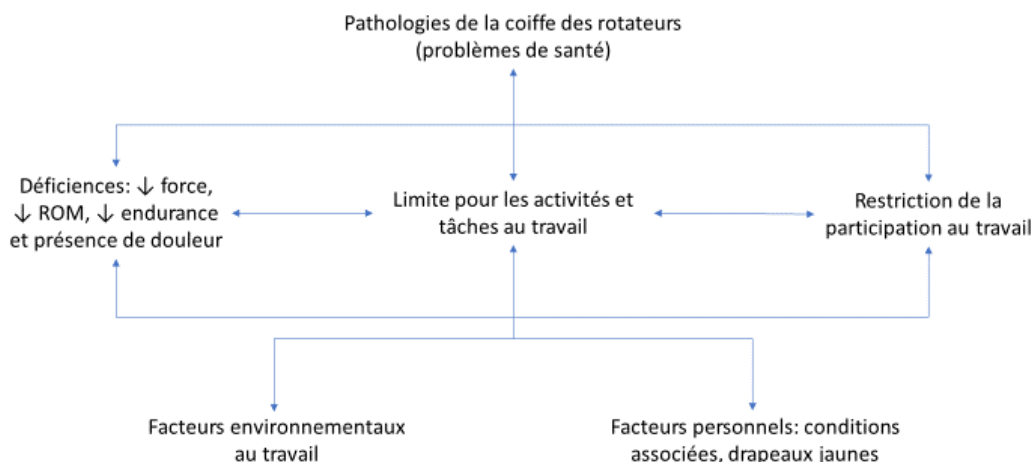 Pathologies de la coiffe des rotateurs
(problèmes de santé)
Déficiences: ↓ force,
↓ ROM, ↓ endurance
et présence de douleur
Limite pour les activités et
tâches au travail
Restriction de la
participation au travail
Facteurs environnementaux
au travail
Facteurs personnels: conditions
associées, drapeaux jaunes